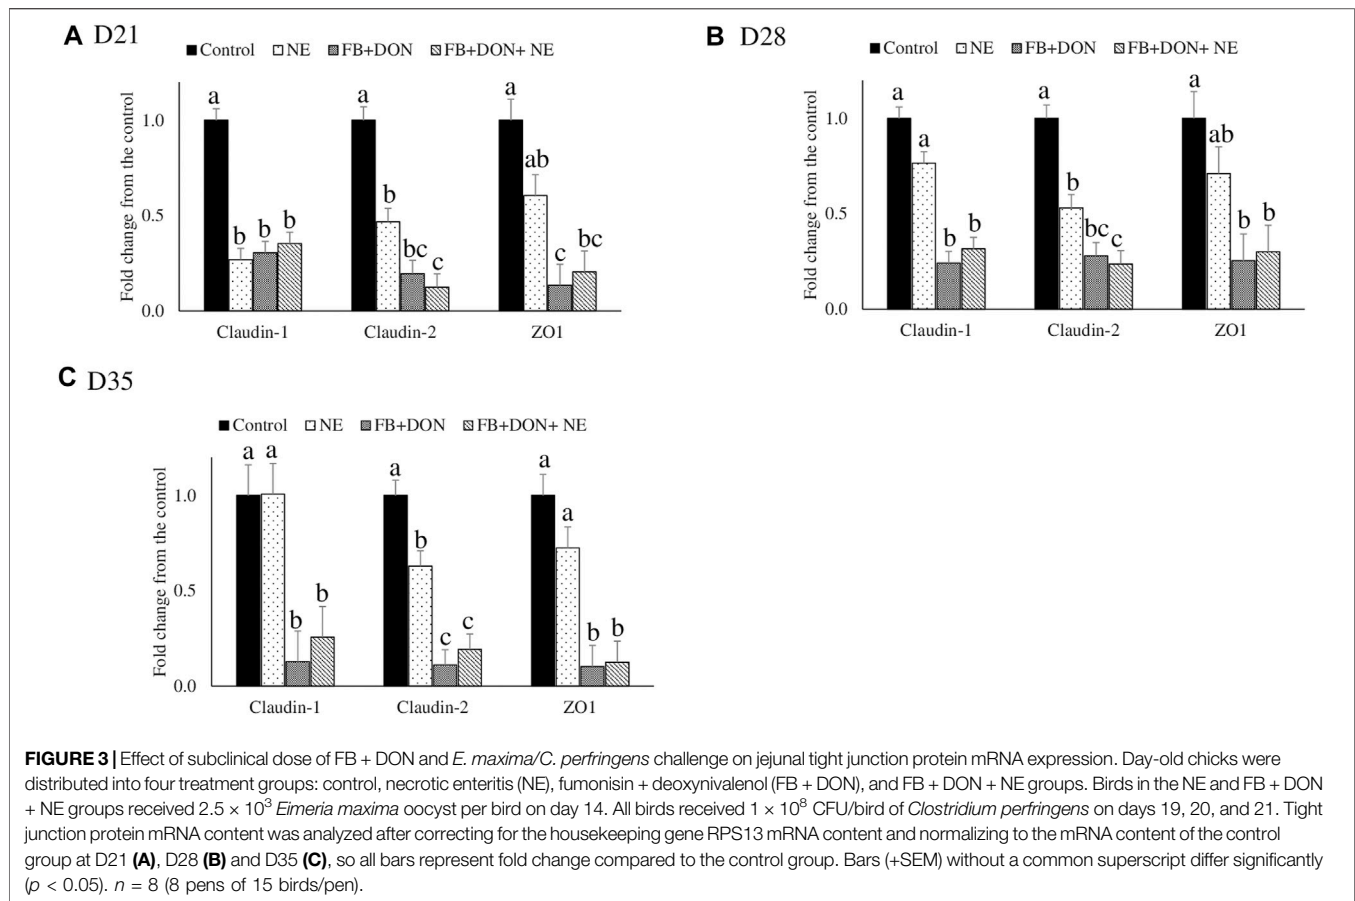 A D21
Control NE FB+DON FB+DON+ NE
Fold change from the control
1.0
0.5
0.0
a b b b
a b bc c
a ab c bc
Claudin-1 Claudin-2 ZO1
B D28
Control NE FB+DON FB+DON+ NE
Fold change from the control
1.0
0.5
0.0
a a b b
a b bc c
a ab b b
Claudin-1 Claudin-2 ZO1
C D35
Control NE FB+DON FB+DON+ NE
Fold change from the control
1.0
0.5
0.0
a a b b
a b c c
a a b b
Claudin-1 Claudin-2 ZO1
FIGURE 3 | Effect of subclinical dose of FB + DON and E. maxima/C. perfringens challenge on jejunal tight junction protein mRNA expression. Day-old chicks were
distributed into four treatment groups: control, necrotic enteritis (NE), fumonisin + deoxynivalenol (FB + DON), and FB + DON + NE groups. Birds in the NE and FB + DON
+ NE groups received 2.5 × 10³ Eimeria maxima oocyst per bird on day 14. All birds received 1 × 10⁸ CFU/bird of Clostridium perfringens on days 19, 20, and 21. Tight
junction protein mRNA content was analyzed after correcting for the housekeeping gene RPS13 mRNA content and normalizing to the mRNA content of the control
group at D21 (A), D28 (B) and D35 (C), so all bars represent fold change compared to the control group. Bars (+SEM) without a common superscript differ significantly
(p < 0.05). n = 8 (8 pens of 15 birds/pen).